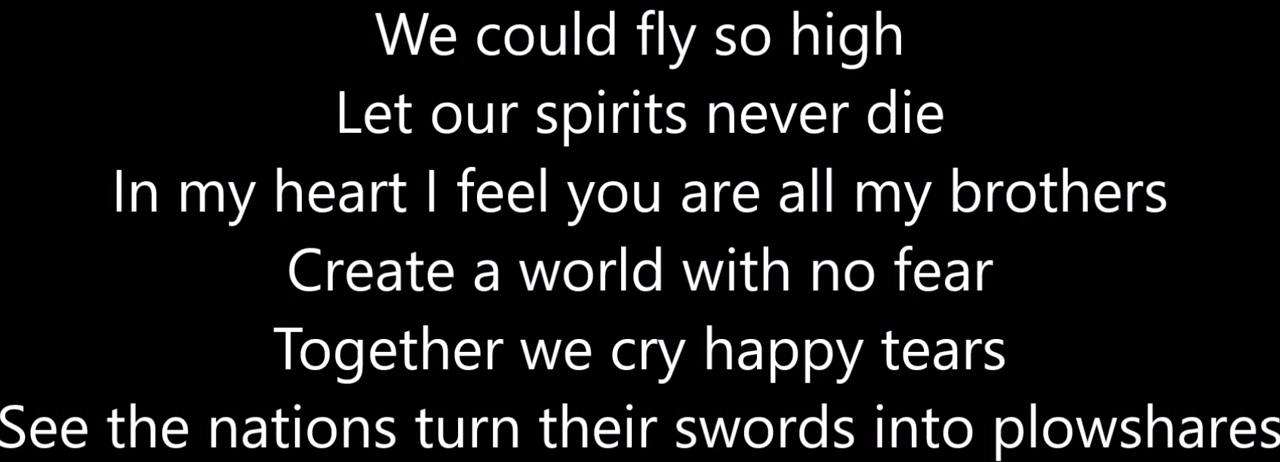 We could fly so high
Let our spirits never die
In my heart I feel you are all my brothers
Create a world with no fear
Together we cry happy tears
See the nations turn their swords into plowshares